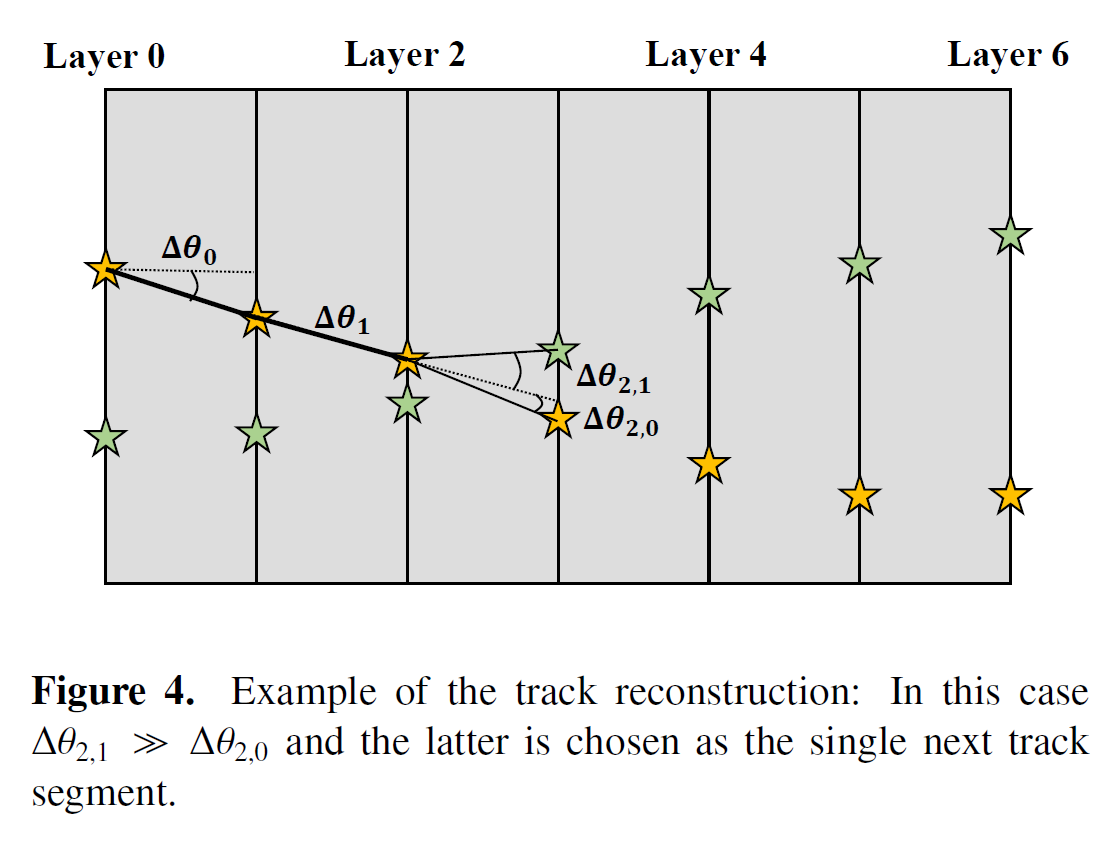 Layer 0 Layer 2 Layer 4 Layer 6
Δθ0
Δθ1
Δθ2,1
Δθ2,0
Figure 4. Example of the track reconstruction: In this case
Δθ2,1 ≫ Δθ2,0 and the latter is chosen as the single next track
segment.